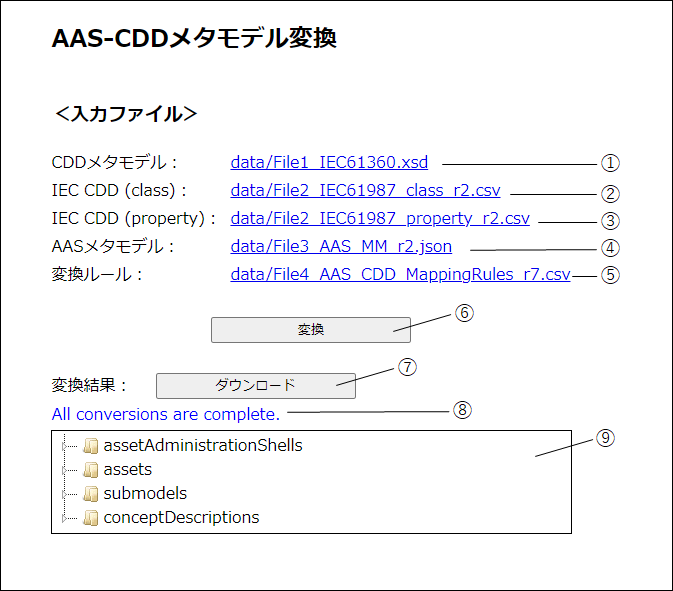 AAS-CDDメタモデル変換
＜入力ファイル＞
CDDメタモデル： data/File1_IEC61360.xsd ①
IEC CDD (class)： data/File2_IEC61987_class_r2.csv ②
IEC CDD (property)： data/File2_IEC61987_property_r2.csv ③
AASメタモデル： data/File3_AAS_MM_r2.json ④
変換ルール： data/File4_AAS_CDD_MappingRules_r7.csv ⑤
変換 ⑥
変換結果： ダウンロード ⑦
All conversions are complete. ⑧
assetAdministrationShells ⑨
assets
submodels
conceptDescriptions